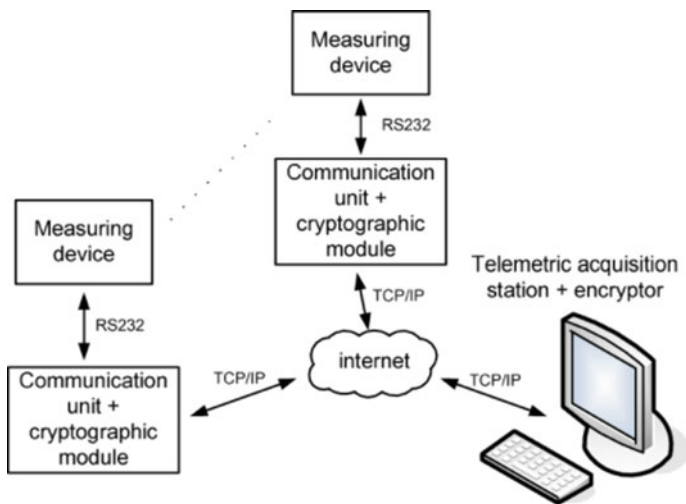 Measuring
device
RS232
Communication
unit +
cryptographic
module
Measuring
device
RS232
Communication
unit +
cryptographic
module
TCP/IP
Telemetric acquisition
station + encryptor
internet
TCP/IP
TCP/IP